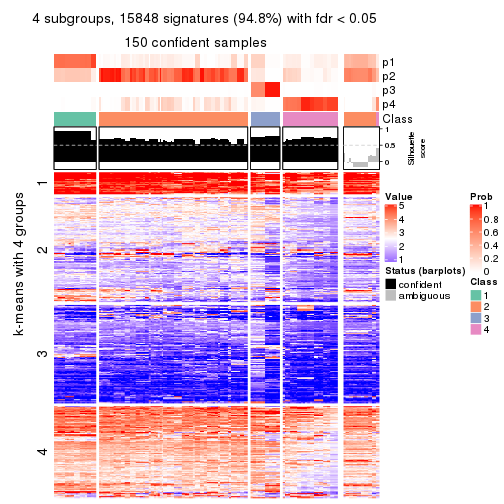 4 subgroups, 15848 signatures (94.8%) with fdr < 0.05
150 confident samples
p1
p2
p3
p4
Class
1
0.5
0
Silhouette
score
k-means with 4 groups
1
2
3
4
Value
5
4
3
2
1
Status (barplots)
confident
ambiguous
Prob
1
0.8
0.6
0.4
0.2
0
Class
1
2
3
4